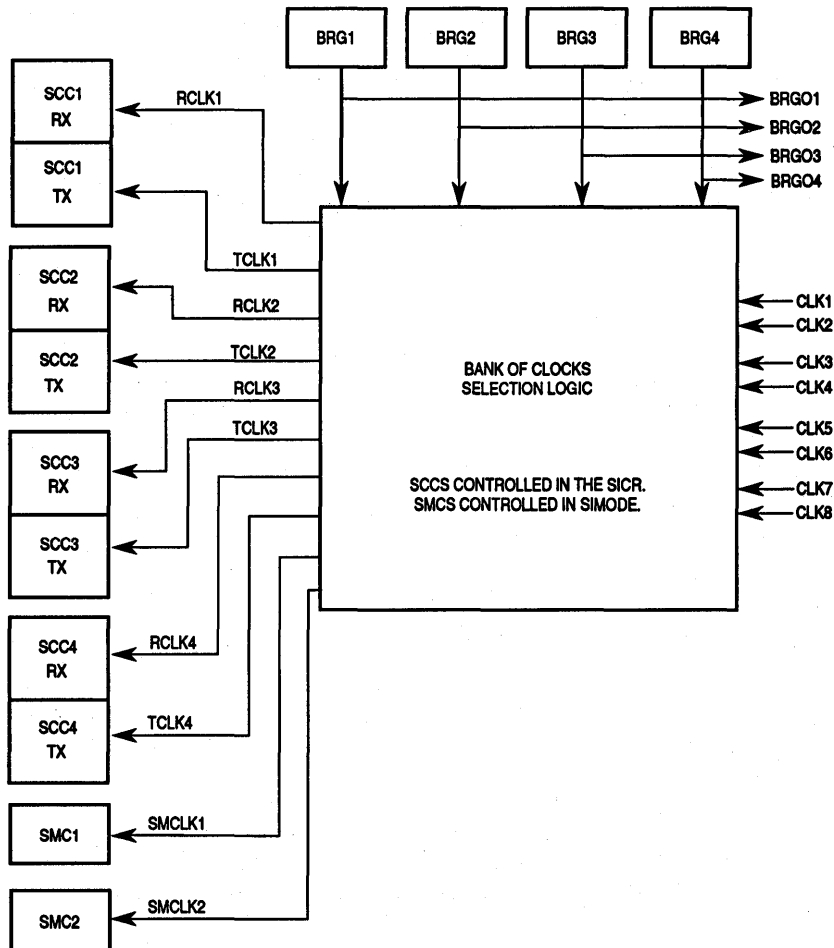 BRG1
BRG2
BRG3
BRG4
BRGO1
BRGO2
BRGO3
BRGO4
SCC1
RX
RCLK1
SCC1
TX
TCLK1
SCC2
RX
RCLK2
SCC2
TX
TCLK2
SCC3
RX
RCLK3
SCC3
TX
TCLK3
SCC4
RX
RCLK4
SCC4
TX
TCLK4
SMC1
SMCLK1
SMC2
SMCLK2
BANK OF CLOCKS
SELECTION LOGIC
SCCS CONTROLLED IN THE SICR.
SMCS CONTROLLED IN SIMODE.
CLK1
CLK2
CLK3
CLK4
CLK5
CLK6
CLK7
CLK8